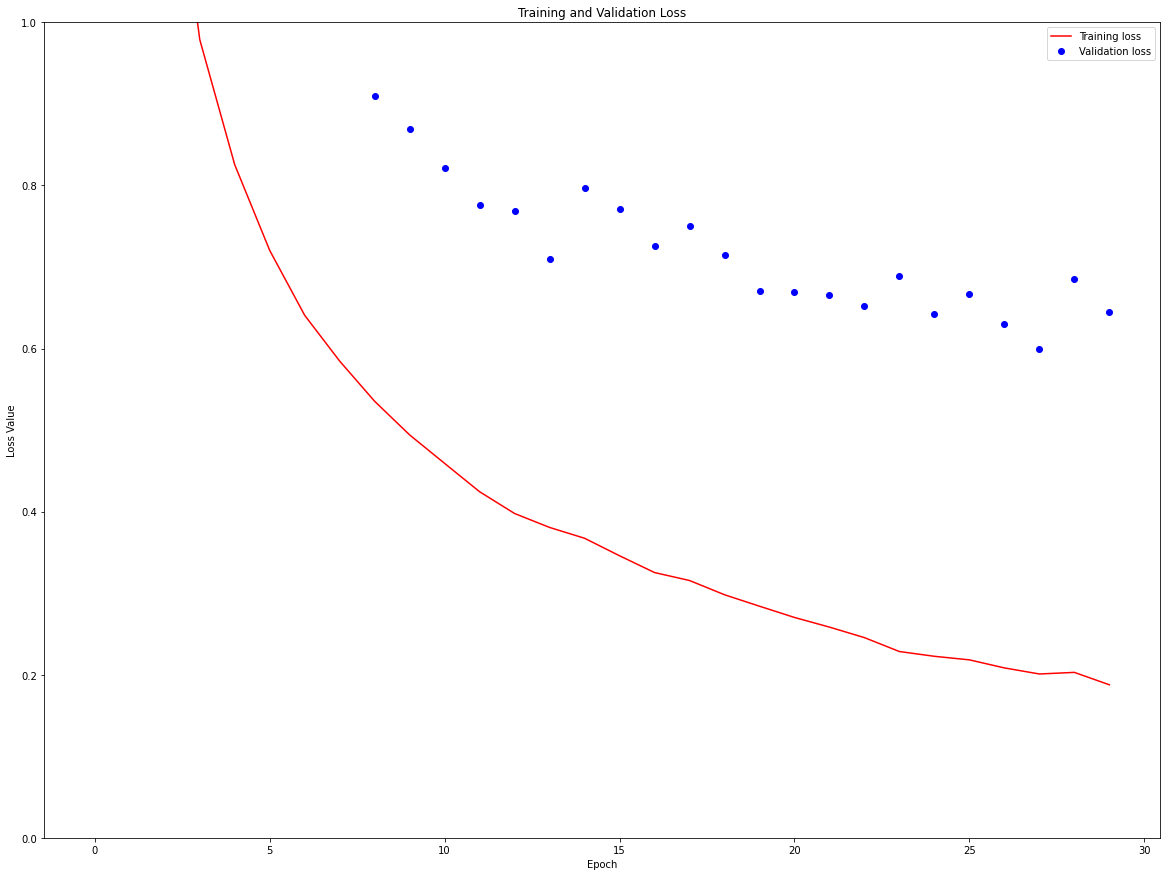 Training and Validation Loss
Training loss
Validation loss
Loss Value
1.0
0.8
0.6
0.4
0.2
0.0
0 5 10 15 20 25 30
Epoch